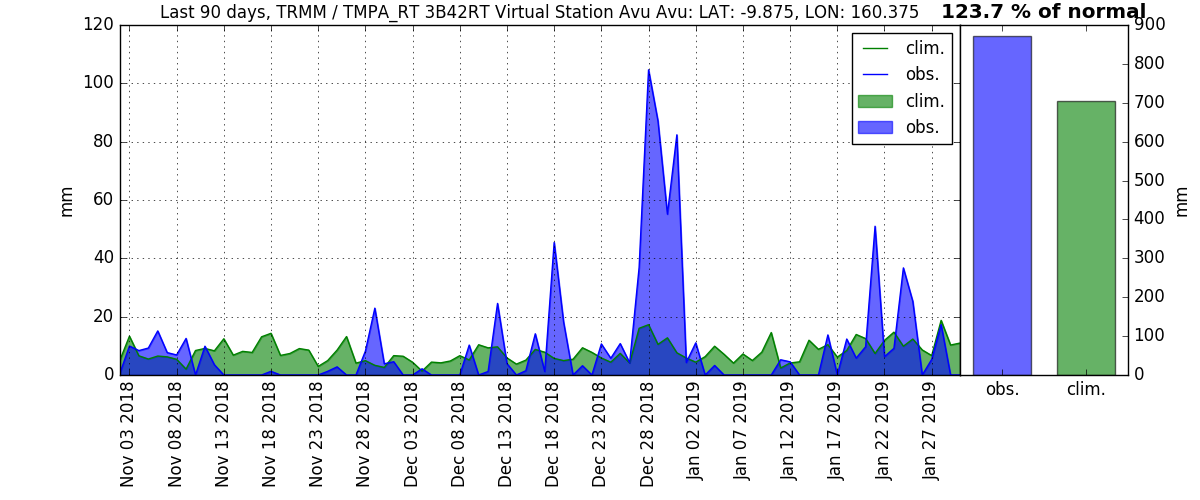 Last 90 days, TRMM / TMPA_RT 3B42RT Virtual Station Avu Avu: LAT: -9.875, LON: 160.375
123.7 % of normal
120
100
80
60
40
20
0
mm
clim.
obs.
clim.
obs.
Nov 03 2018
Nov 08 2018
Nov 13 2018
Nov 18 2018
Nov 23 2018
Nov 28 2018
Dec 03 2018
Dec 08 2018
Dec 13 2018
Dec 18 2018
Dec 23 2018
Dec 28 2018
Jan 02 2019
Jan 07 2019
Jan 12 2019
Jan 17 2019
Jan 22 2019
Jan 27 2019
900
800
700
600
500
400
300
200
100
0
mm
obs.
clim.